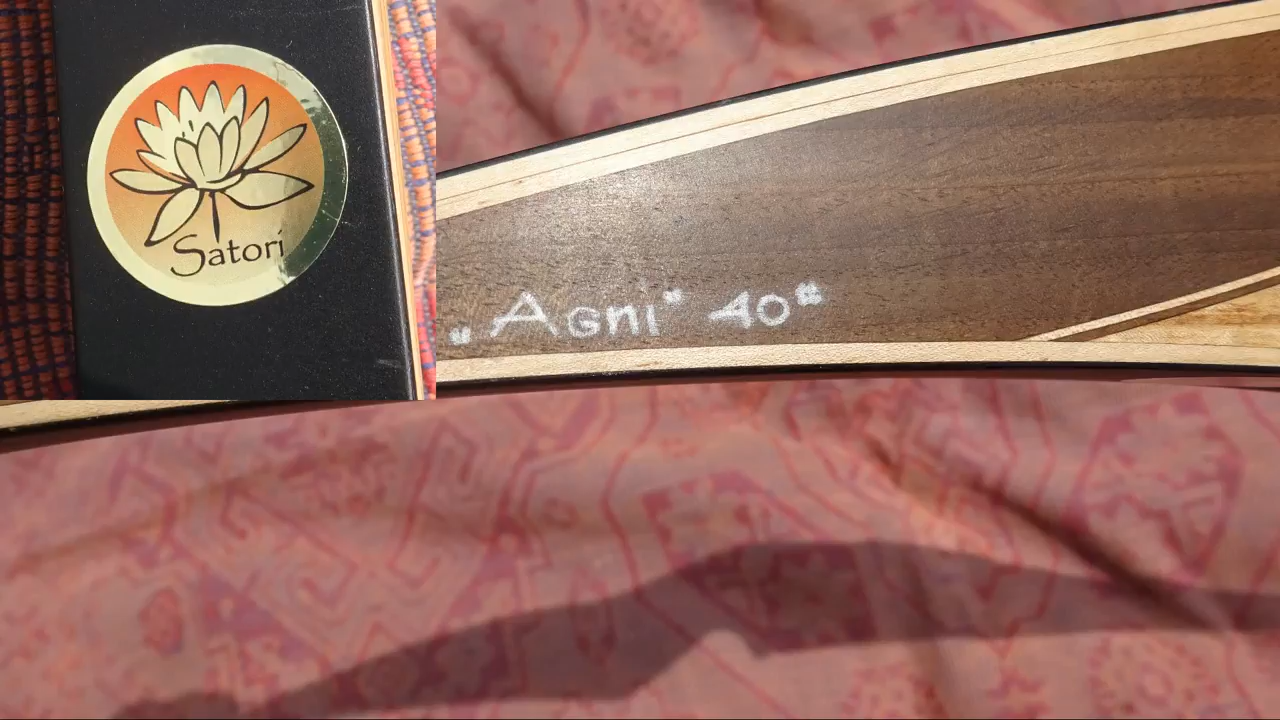 Satori
„Agni” 40“